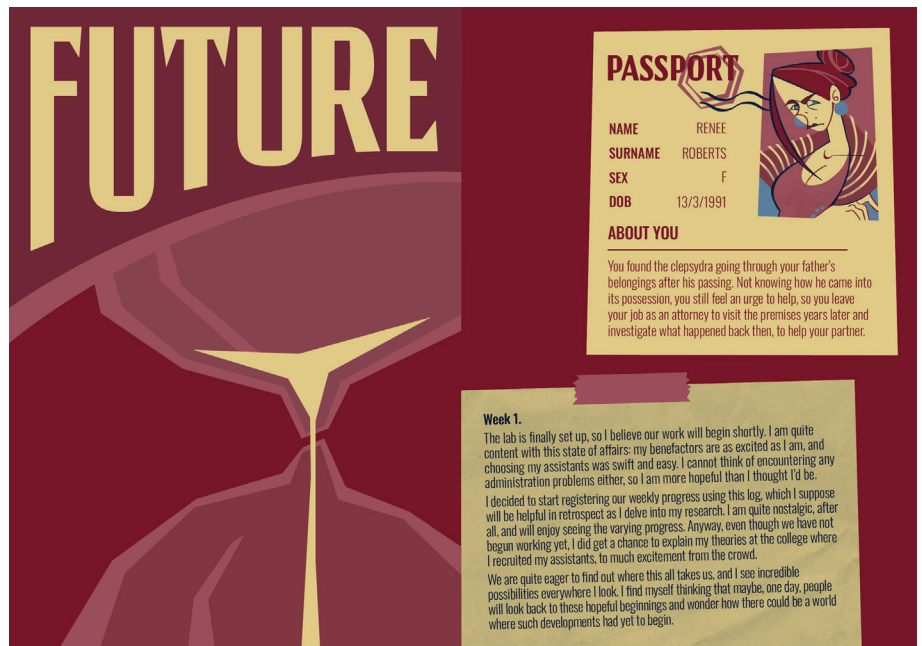 FUTURE
PASSPORT
NAME RENEE
SURNAME ROBERTS
SEX F
DOB 13/3/1991
ABOUT YOU
You found the clepsydra going through your father's
belongings after his passing. Not knowing how he came into
its possession, you still feel an urge to help, so you leave
your job as an attorney to visit the premises years later and
investigate what happened back then, to help your partner.
Week 1.
The lab is finally set up, so I believe our work will begin shortly. I am quite
content with this state of affairs: my benefactors are as excited as I am, and
choosing my assistants was swift and easy. I cannot think of encountering any
administration problems either, so I am more hopeful than I thought I'd be.
I decided to start registering our weekly progress using this log, which I suppose
will be helpful in retrospect as I delve into my research. I am quite nostalgic, after
all, and will enjoy seeing the varying progress. Anyway, even though we have not
begun working yet, I did get a chance to explain my theories at the college where
I recruited my assistants, to much excitement from the crowd.
We are quite eager to find out where this all takes us, and I see incredible
possibilities everywhere I look. I find myself thinking that maybe, one day, people
will look back to these hopeful beginnings and wonder how there could be a world
where such developments had yet to begin.